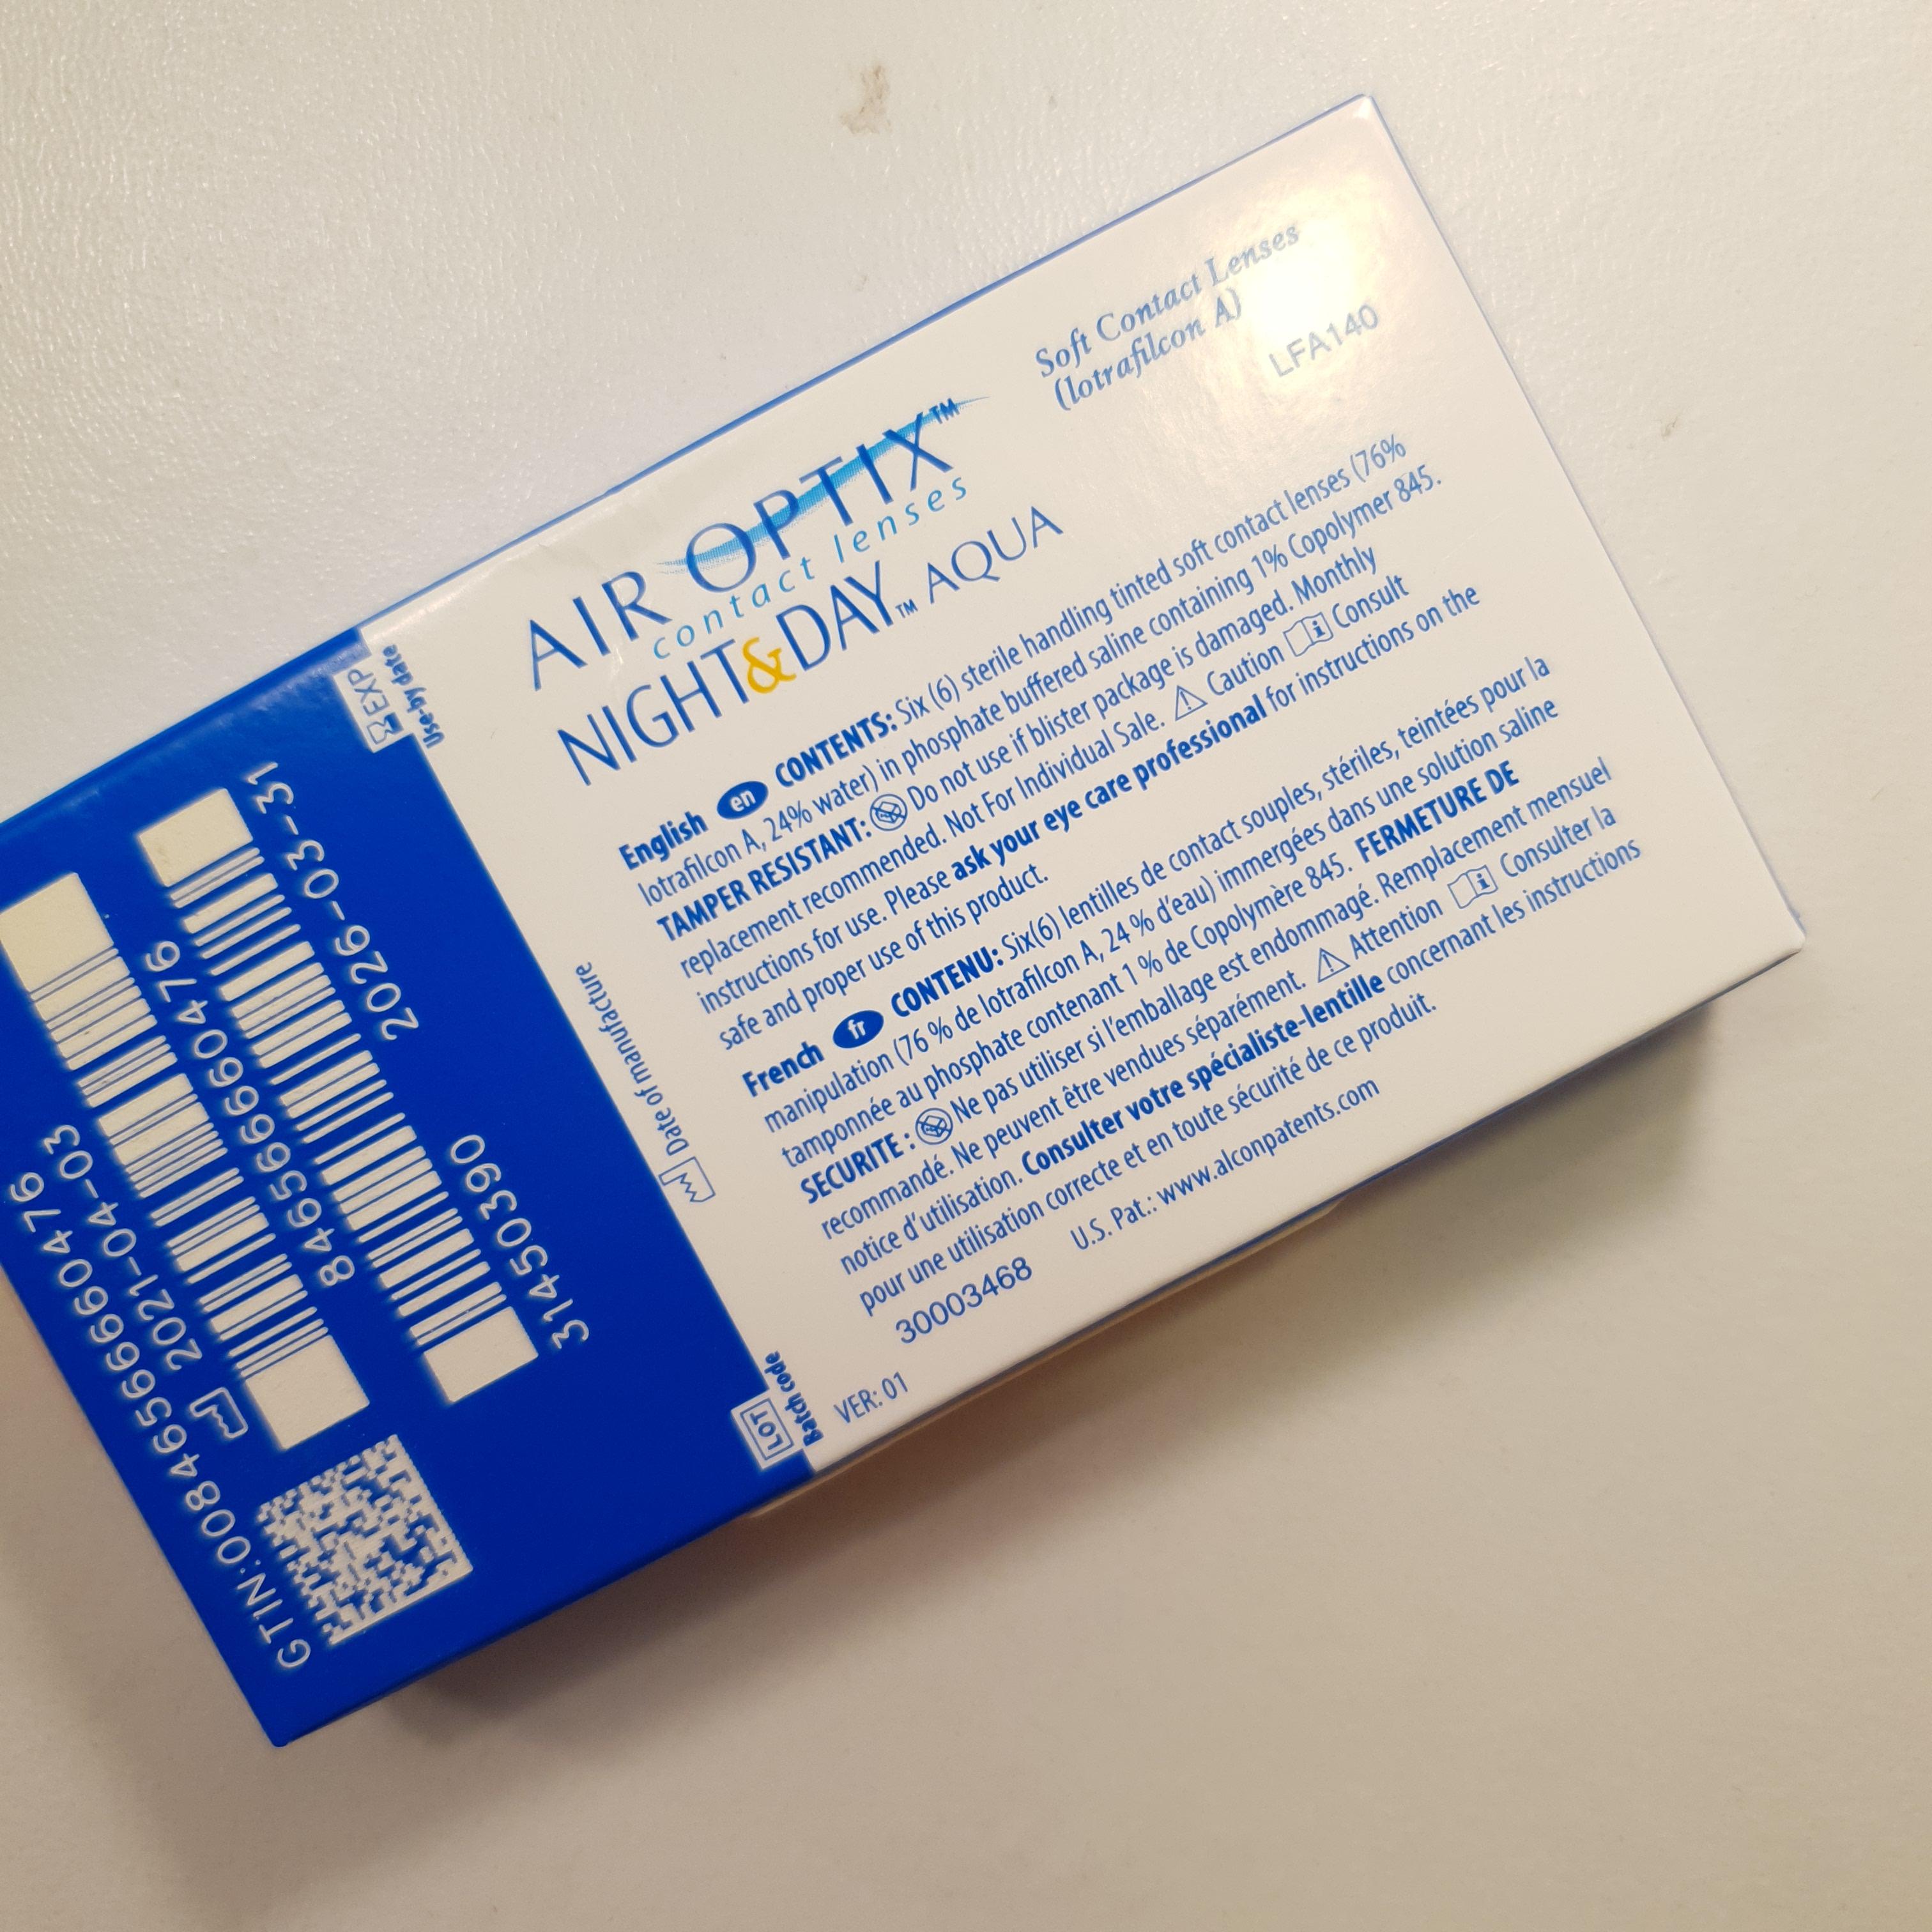 AIR OPTIX™
contact lenses
NIGHT&DAY™ AQUA
Soft Contact Lenses
(lotrafilcon A)
LFA140
English en CONTENTS: Six (6) sterile handling tinted soft contact lenses (76%
lotrafilcon A, 24% water) in phosphate buffered saline containing 1% Copolymer 845.
TAMPER RESISTANT: Do not use if blister package is damaged. Monthly
replacement recommended. Not For Individual Sale. Caution Consult
instructions for use. Please ask your eye care professional for instructions on the
safe and proper use of this product.
French fr CONTENU: Six(6) lentilles de contact souples, stériles, teintées pour la
manipulation (76 % de lotrafilcon A, 24 % d'eau) immergées dans une solution saline
tamponnée au phosphate contenant 1 % de Copolymère 845. FERMETURE DE
SECURITE : Ne pas utiliser si l'emballage est endommagé. Remplacement mensuel
recommandé. Ne peuvent être vendues séparément. Attention Consulter la
notice d'utilisation. Consulter votre spécialiste-lentille concernant les instructions
pour une utilisation correcte et en toute sécurité de ce produit.
30003468 U.S. Pat.: www.alconpatents.com
VER: 01
EXP
Use-by date
Date of manufacture
LOT
Batch code
GTIN:00846566660476
2021-04-03
846566660476
2026-03-31
31450390